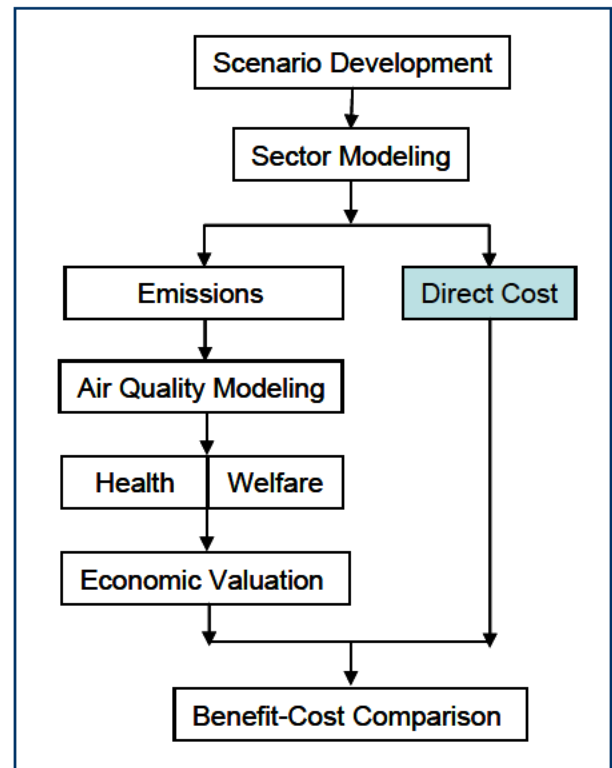 Scenario Development
Sector Modeling
Emissions
Direct Cost
Air Quality Modeling
Health
Welfare
Economic Valuation
Benefit-Cost Comparison